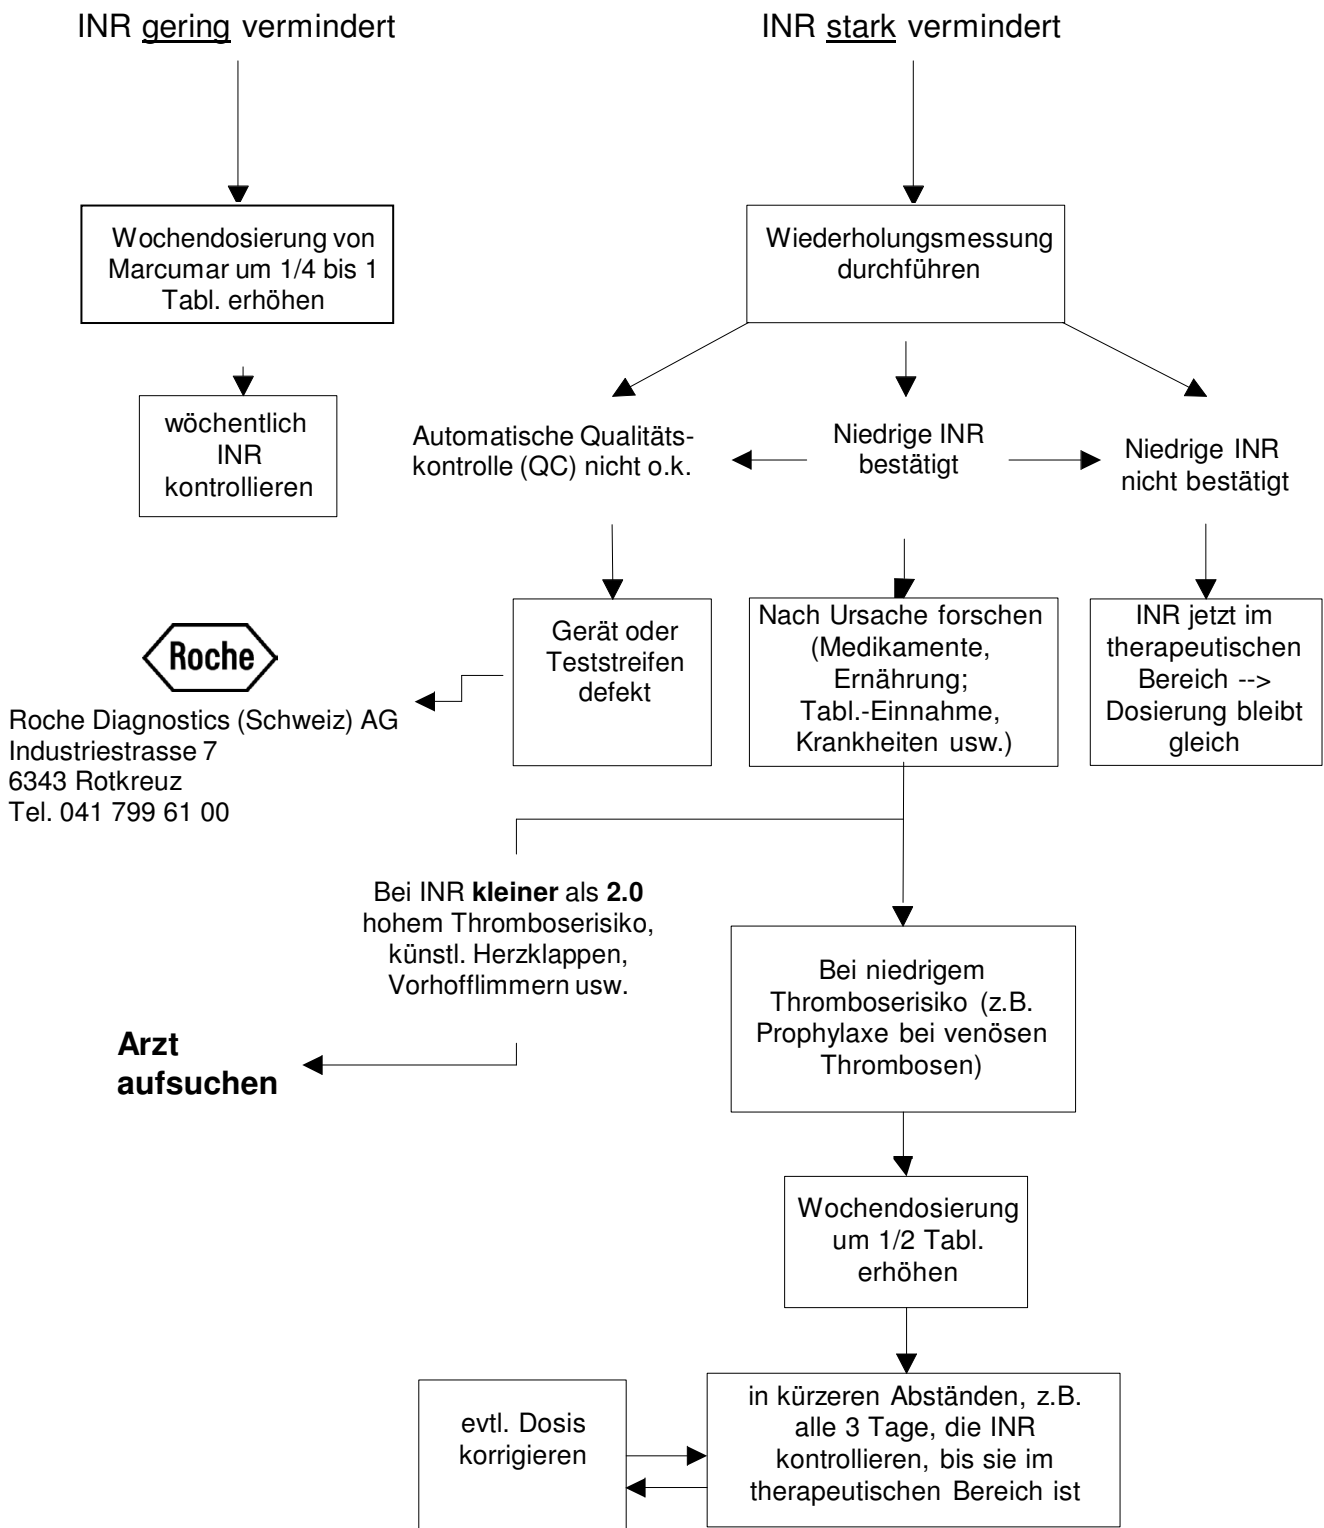 INR gering vermindert
INR stark vermindert
Wochendosierung von
Marcumar um 1/4 bis 1
Tabl. erhöhen
Wiederholungsmessung
durchführen
wöchentlich
INR
kontrollieren
Automatische Qualitäts-
kontrolle (QC) nicht o.k.
Niedrige INR
bestätigt
Niedrige INR
nicht bestätigt
Gerät oder
Teststreifen
defekt
Nach Ursache forschen
(Medikamente,
Ernährung;
Tabl.-Einnahme,
Krankheiten usw.)
INR jetzt im
therapeutischen
Bereich -->
Dosierung bleibt
gleich
Roche
Roche Diagnostics (Schweiz) AG
Industriestrasse 7
6343 Rotkreuz
Tel. 041 799 61 00
Bei INR kleiner als 2.0
hohem Thromboserisiko,
künstl. Herzklappen,
Vorhofflimmern usw.
Arzt
aufsuchen
Bei niedrigem
Thromboserisiko (z.B.
Prophylaxe bei venösen
Thrombosen)
Wochendosierung
um 1/2 Tabl.
erhöhen
evtl. Dosis
korrigieren
in kürzeren Abständen, z.B.
alle 3 Tage, die INR
kontrollieren, bis sie im
therapeutischen Bereich ist